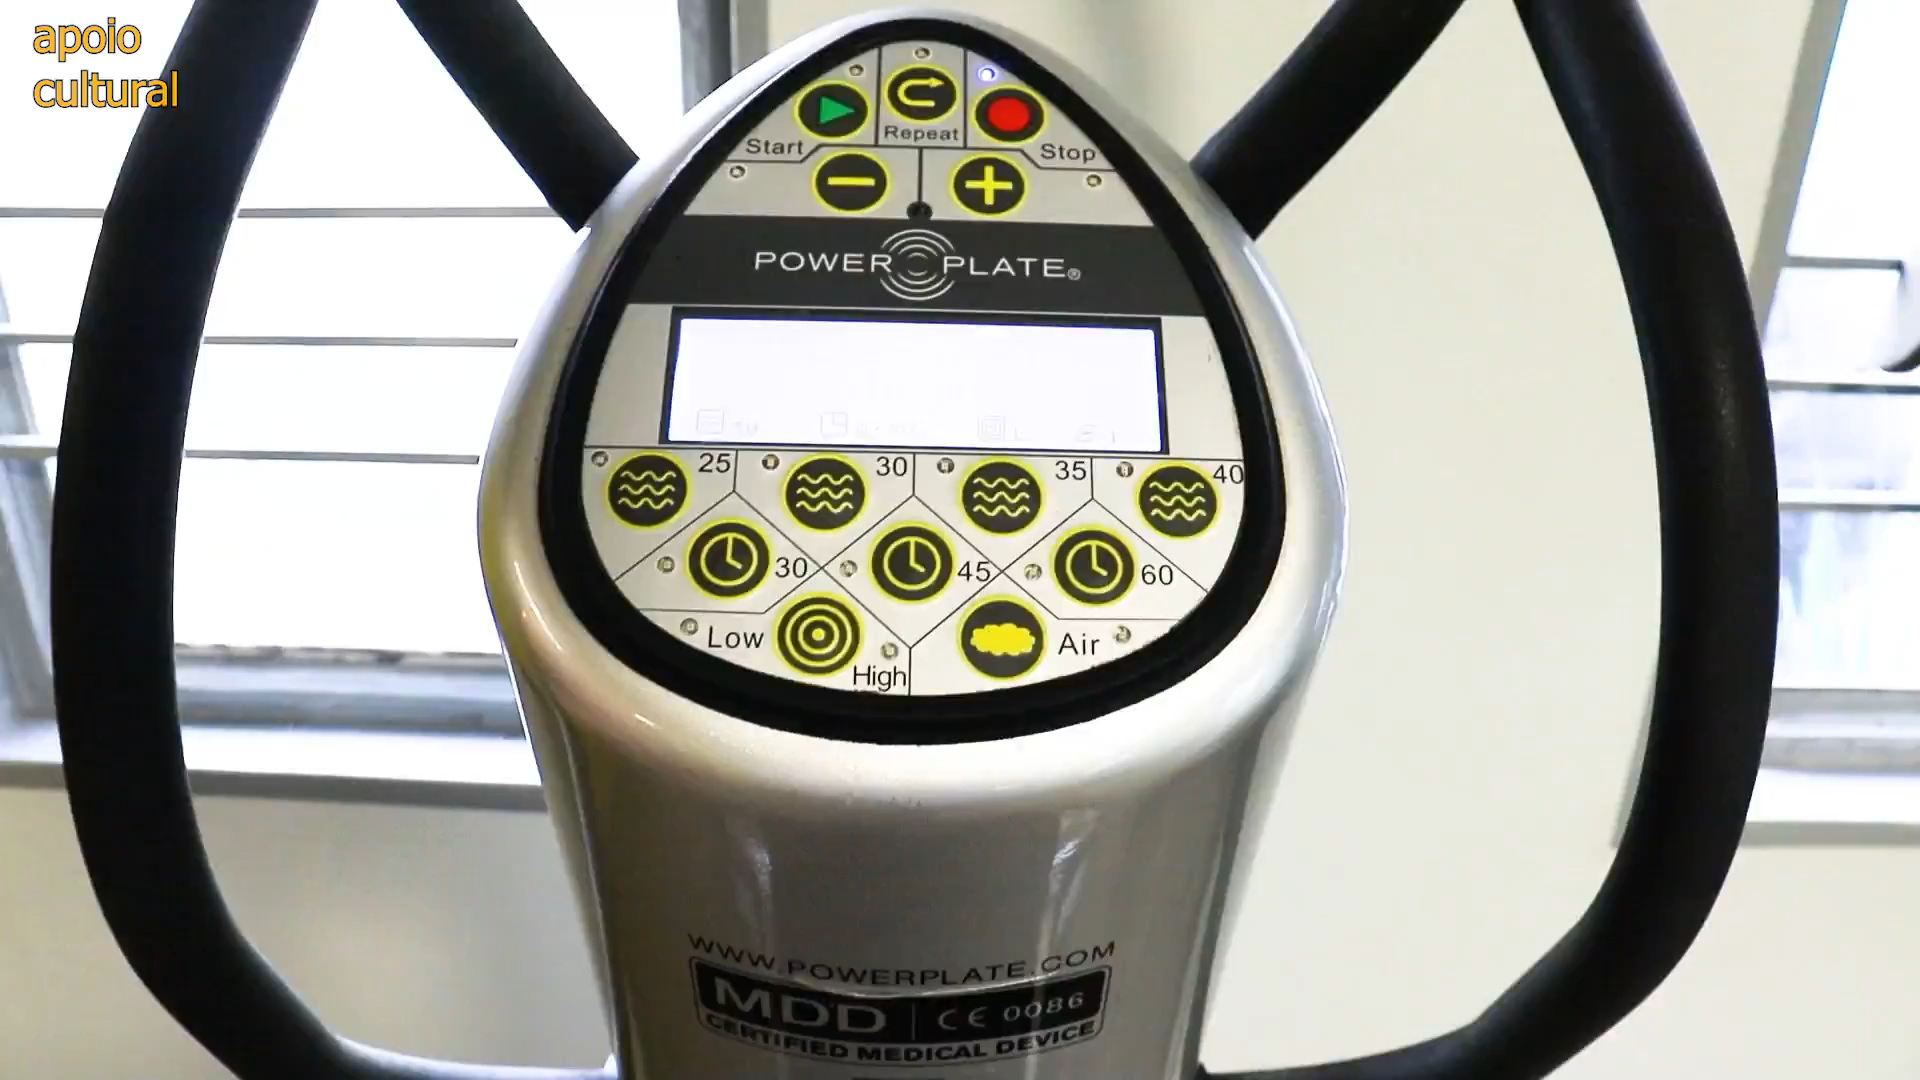 apoio
cultural
Start
Repeat
Stop
POWER PLATE®
25
30
35
40
30
45
60
Low
High
Air
WWW.POWERPLATE.COM
MDD CE 0086
CERTIFIED MEDICAL DEVICE